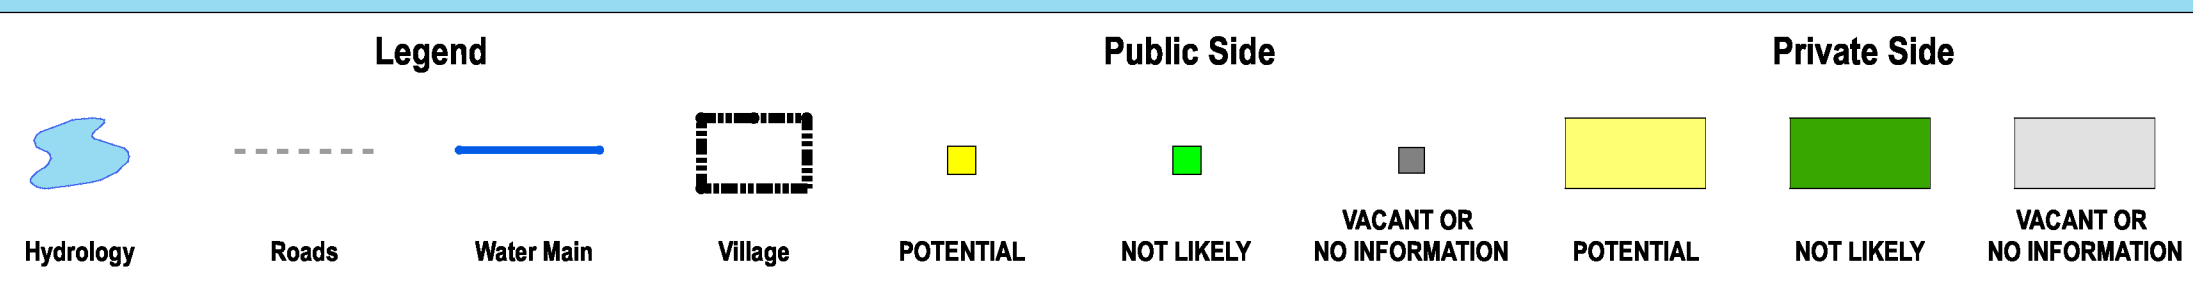 Legend
Public Side
Private Side
Hydrology
Roads
Water Main
Village
POTENTIAL
NOT LIKELY
VACANT OR
NO INFORMATION
POTENTIAL
NOT LIKELY
VACANT OR
NO INFORMATION